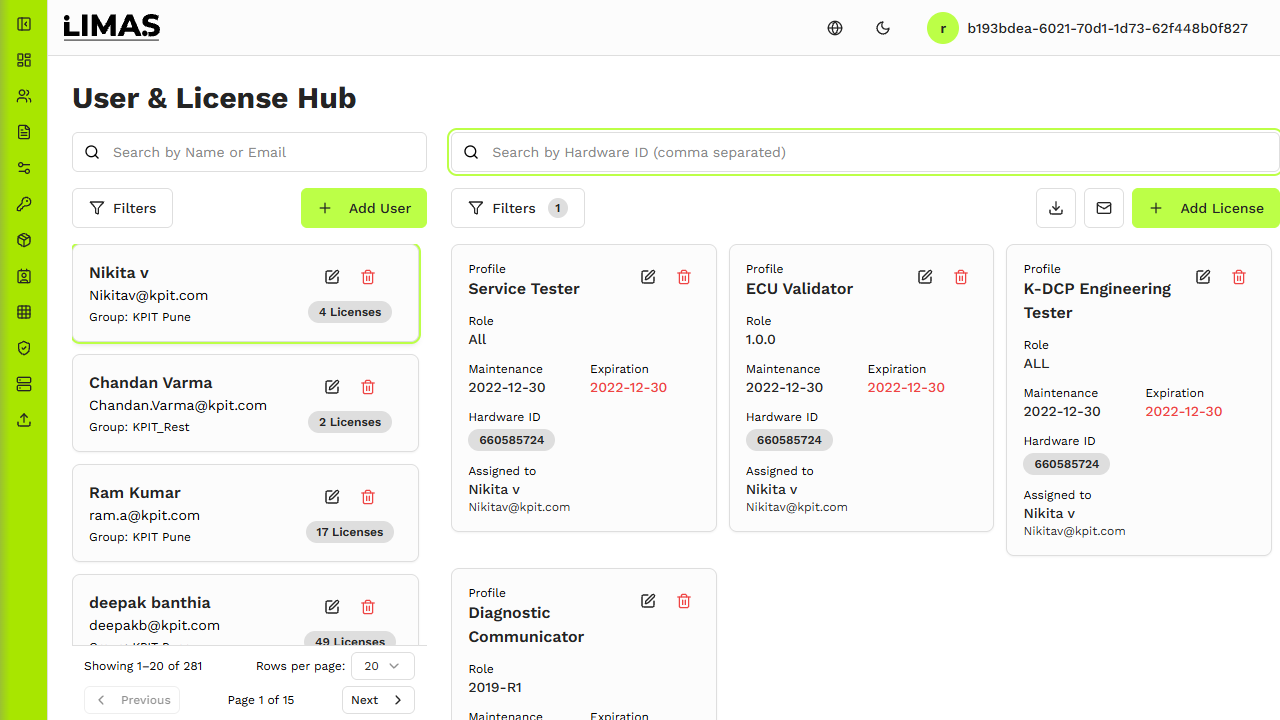 LIMAS
r
b193bdea-6021-70d1-1d73-62f448b0f827
User & License Hub
Search by Name or Email
Filters
Add User
Nikita v
Nikitav@kpit.com
Group: KPIT Pune
4 Licenses
Chandan Varma
Chandan.Varma@kpit.com
Group: KPIT_Rest
2 Licenses
Ram Kumar
ram.a@kpit.com
Group: KPIT Pune
17 Licenses
deepak banthia
deepakb@kpit.com
49 Licenses
Showing 1–20 of 281
Rows per page:
20
Previous
Page 1 of 15
Next
Search by Hardware ID (comma separated)
Filters
1
Add License
Profile
Service Tester
Role
All
Maintenance
2022-12-30
Expiration
2022-12-30
Hardware ID
660585724
Assigned to
Nikita v
Nikitav@kpit.com
Profile
ECU Validator
Role
1.0.0
Maintenance
2022-12-30
Expiration
2022-12-30
Hardware ID
660585724
Assigned to
Nikita v
Nikitav@kpit.com
Profile
K-DCP Engineering
Tester
Role
ALL
Maintenance
2022-12-30
Expiration
2022-12-30
Hardware ID
660585724
Assigned to
Nikita v
Nikitav@kpit.com
Profile
Diagnostic
Communicator
Role
2019-R1
Maintenance
Expiration